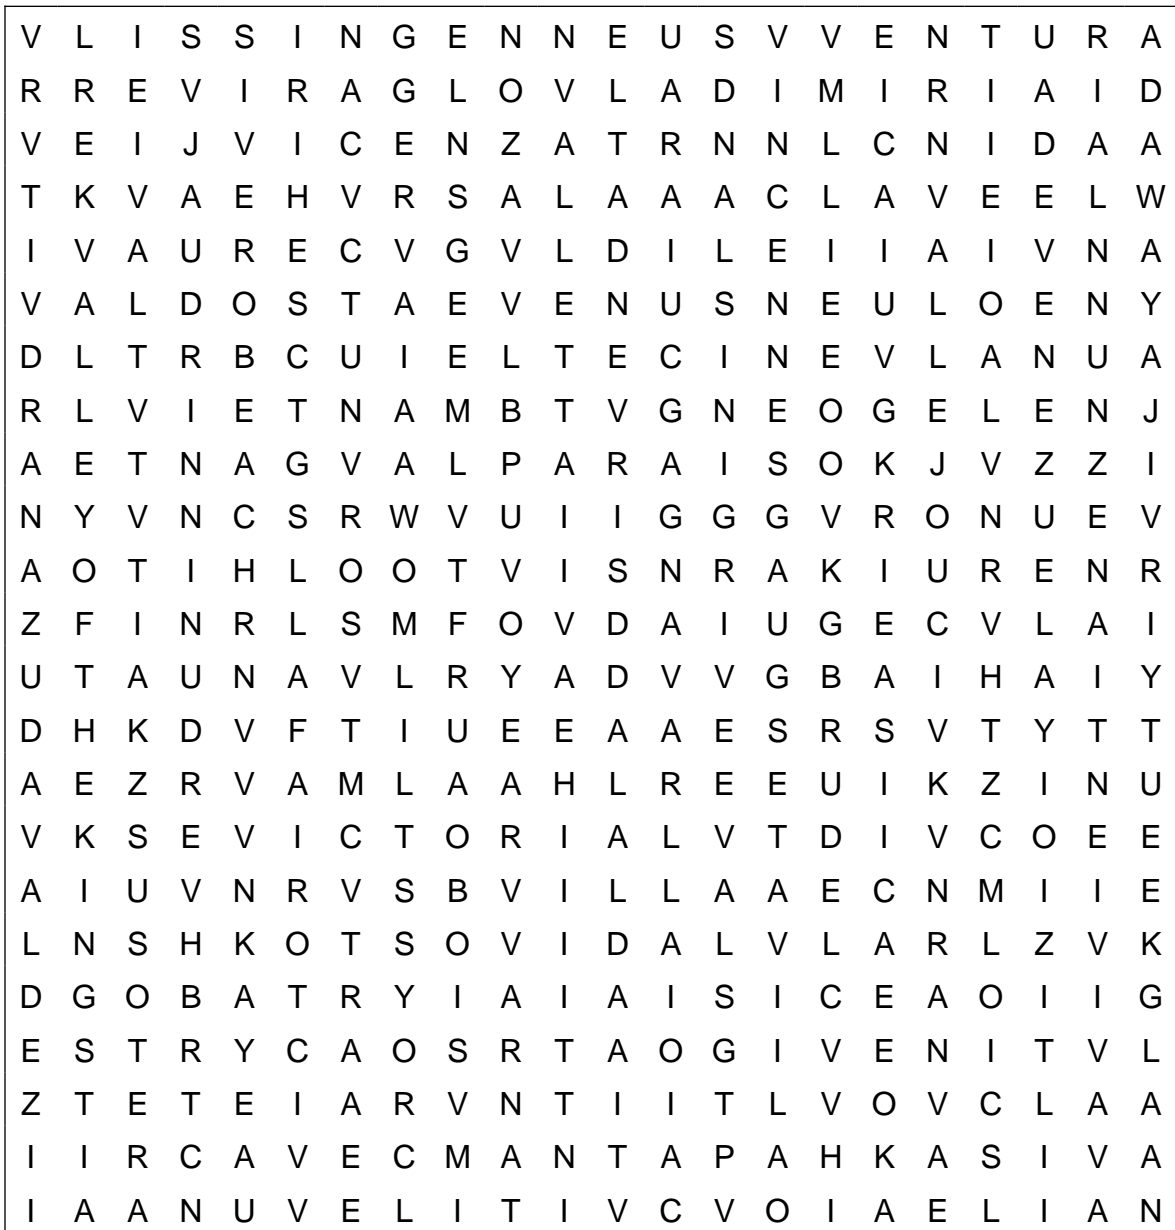 V L I S S I N G E N N E U S V V E N T U R A
R R E V I R A G L O V L A D I M I R I A I D
V E I J V I C E N Z A T R N N L C N I D A A
T K V A E H V R S A L A A A C L A V E E L W
I V A U R E C V G V L D I L E I I A I V N A
V A L D O S T A E V E N U S N E U L O E N Y
D L T R B C U I E L T E C I N E V L A N U A
R L V I E T N A M B T V G N E O G E L E N J
A E T N A G V A L P A R A I S O K J V Z Z I
N Y V N C S R W V U I I G G G V R O N U E V
A O T I H L O O T V I S N R A K I U R E N R
Z F I N R L S M F O V D A I U G E C V L A I
U T A U N A V L R Y A D V V G B A I H A I Y
D H K D V F T I U E E A A E S R S V T Y T T
A E Z R V A M L A A H L R E E U I K Z I N U
V K S E V I C T O R I A L V T D I V C O E E
A I U V N R V S B V I L L A A E C N M I I E
L N S H K O T S O V I D A L V L A R L Z V K
D G O B A T R Y I A I A I S I C E A O I I G
E S T R Y C A O S R T A O G I V E N I T V L
Z T E T E I A R V N T I I T L V O V C L A A
I I R C A V E C M A N T A P A H K A S I V A
I A A N U V E L I T I V C V O I A E L I A N